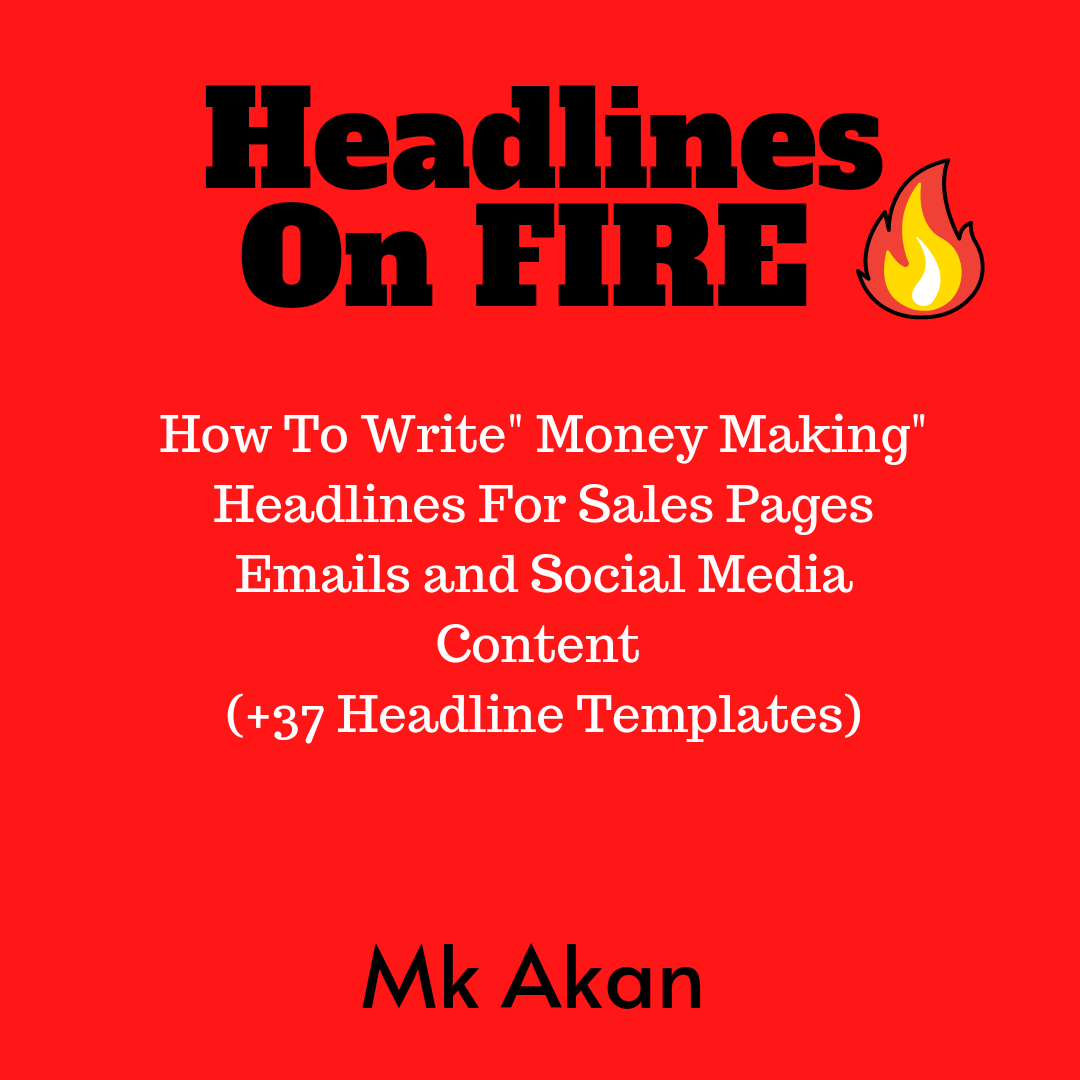 Headlines
On FIRE
How To Write" Money Making"
Headlines For Sales Pages
Emails and Social Media
Content
(+37 Headline Templates)
Mk Akan